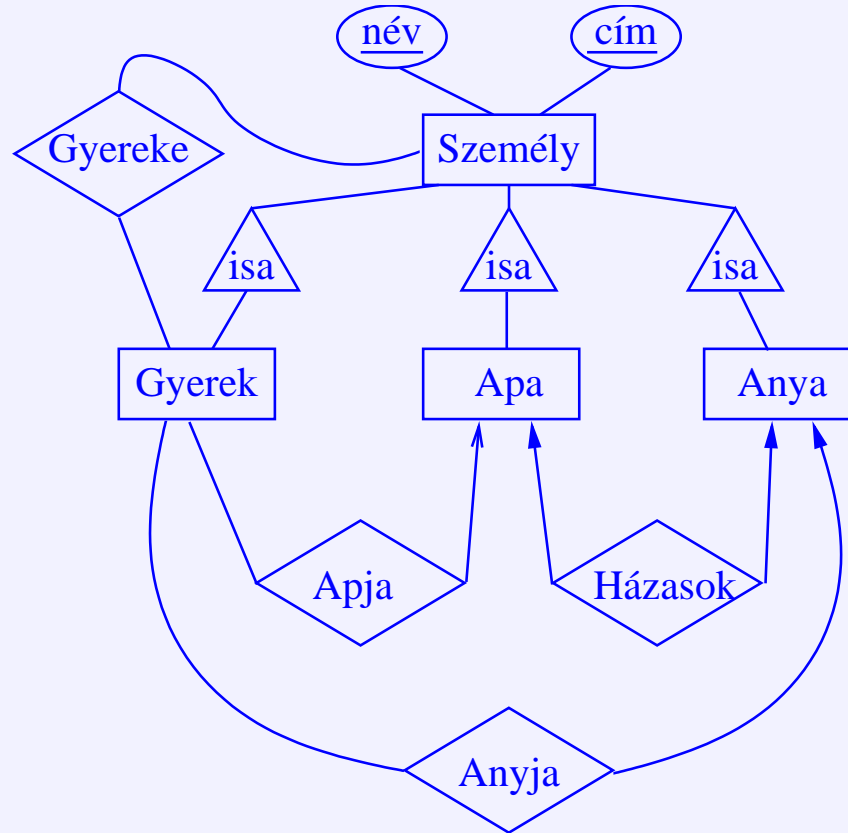 név
cím
Gyereke
Személy
isa
isa
isa
Gyerek
Apa
Anya
Apja
Házasok
Anyja